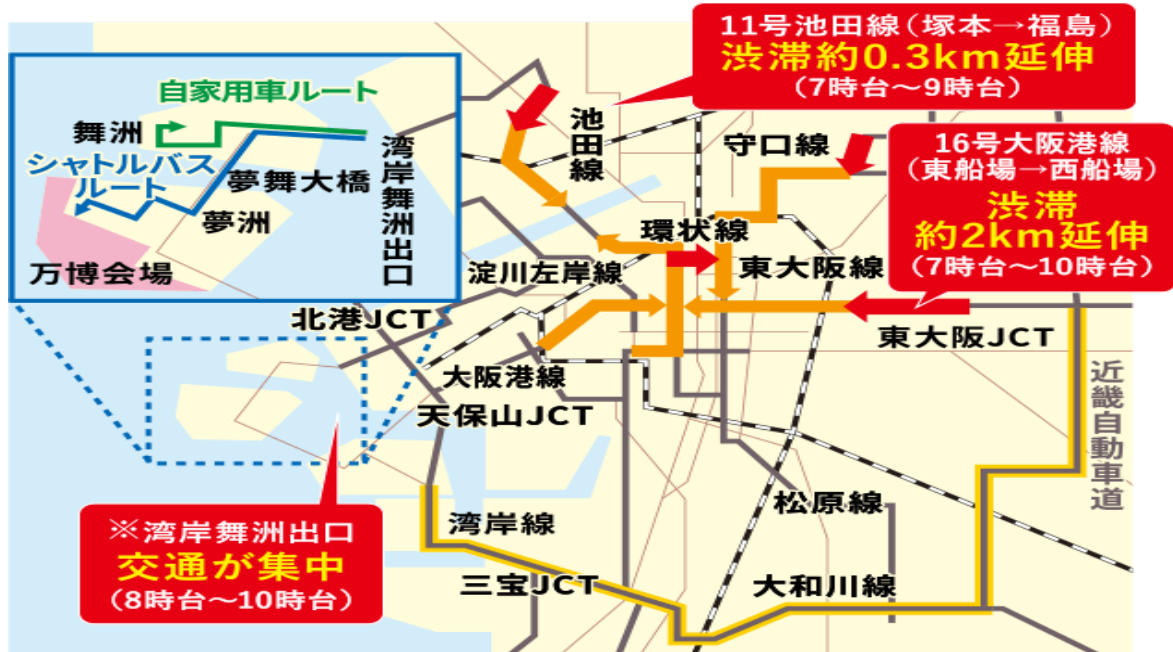 11号池田線(塚本→福島)
渋滞約0.3km延伸
(7時台～9時台)
16号大阪港線
(東船場→西船場)
渋滞
約2km延伸
(7時台～10時台)
自家用車ルート
舞洲
シャトルバス
ルート
夢舞大橋
夢洲
湾岸舞洲出口
万博会場
池田線
守口線
環状線
淀川左岸線
東大阪線
北港JCT
東大阪JCT
大阪港線
天保山JCT
近畿自動車道
松原線
湾岸線
三宝JCT
大和川線
※湾岸舞洲出口
交通が集中
(8時台～10時台)